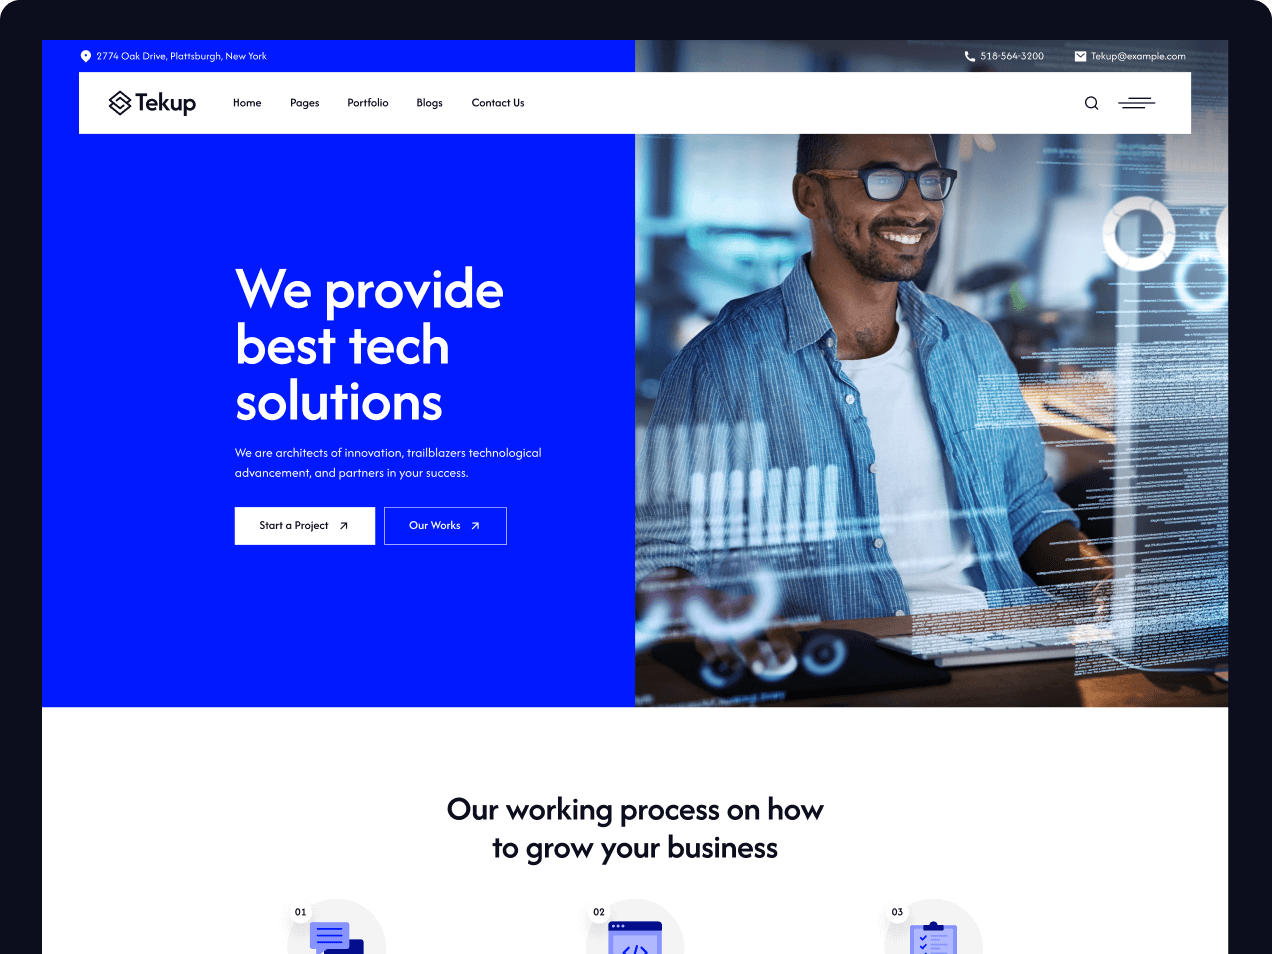 2774 Oak Drive, Plattsburgh, New York
518-564-3200
Tekup@example.com
Tekup
Home
Pages
Portfolio
Blogs
Contact Us
We provide
best tech
solutions
We are architects of innovation, trailblazers technological
advancement, and partners in your success.
Start a Project
Our Works
Our working process on how
to grow your business
01
02
03